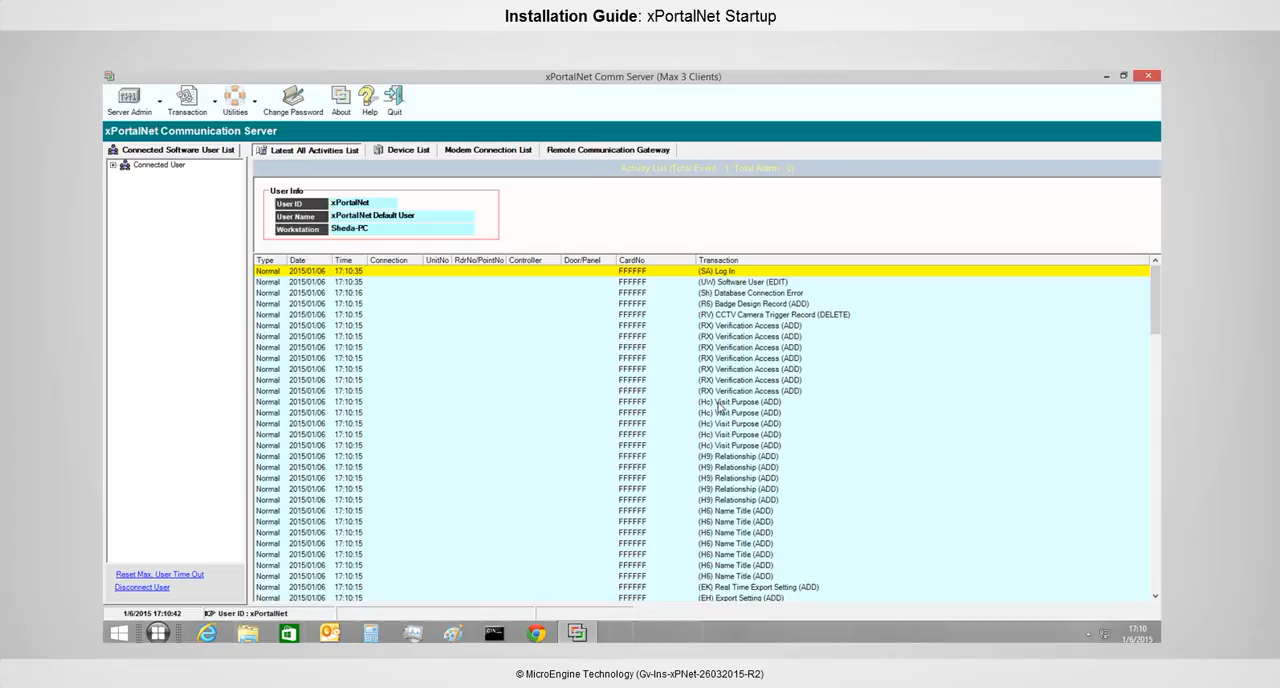 Installation Guide: xPortalNet Startup
xPortalNet Comm Server (Max 3 Clients)
Server Admin Transaction Utilities Change Password About Help Quit
xPortalNet Communication Server
Connected Software User List Latest All Activities List Device List Modem Connection List Remote Communication Gateway
Connected User
Activity List (Total Event : 1, Total Alarm : 0)
User Info
User ID xPortalNet
User Name xPortalNet Default User
Workstation Sheda-PC
Type Date Time Connection UnitNo RdrNo/PointNo Controller Door/Panel CardNo Transaction
Normal 2015/01/06 17:10:35 FFFFFF (SA) Log In
Normal 2015/01/06 17:10:35 FFFFFF (UW) Software User (EDIT)
Normal 2015/01/06 17:10:16 FFFFFF (Sh) Database Connection Error
Normal 2015/01/06 17:10:15 FFFFFF (R6) Badge Design Record (ADD)
Normal 2015/01/06 17:10:15 FFFFFF (RV) CCTV Camera Trigger Record (DELETE)
Normal 2015/01/06 17:10:15 FFFFFF (RX) Verification Access (ADD)
Normal 2015/01/06 17:10:15 FFFFFF (RX) Verification Access (ADD)
Normal 2015/01/06 17:10:15 FFFFFF (RX) Verification Access (ADD)
Normal 2015/01/06 17:10:15 FFFFFF (RX) Verification Access (ADD)
Normal 2015/01/06 17:10:15 FFFFFF (RX) Verification Access (ADD)
Normal 2015/01/06 17:10:15 FFFFFF (RX) Verification Access (ADD)
Normal 2015/01/06 17:10:15 FFFFFF (RX) Verification Access (ADD)
Normal 2015/01/06 17:10:15 FFFFFF (Hc) Visit Purpose (ADD)
Normal 2015/01/06 17:10:15 FFFFFF (Hc) Visit Purpose (ADD)
Normal 2015/01/06 17:10:15 FFFFFF (Hc) Visit Purpose (ADD)
Normal 2015/01/06 17:10:15 FFFFFF (Hc) Visit Purpose (ADD)
Normal 2015/01/06 17:10:15 FFFFFF (Hc) Visit Purpose (ADD)
Normal 2015/01/06 17:10:15 FFFFFF (H9) Relationship (ADD)
Normal 2015/01/06 17:10:15 FFFFFF (H9) Relationship (ADD)
Normal 2015/01/06 17:10:15 FFFFFF (H9) Relationship (ADD)
Normal 2015/01/06 17:10:15 FFFFFF (H9) Relationship (ADD)
Normal 2015/01/06 17:10:15 FFFFFF (H9) Relationship (ADD)
Normal 2015/01/06 17:10:15 FFFFFF (H6) Name Title (ADD)
Normal 2015/01/06 17:10:15 FFFFFF (H6) Name Title (ADD)
Normal 2015/01/06 17:10:15 FFFFFF (H6) Name Title (ADD)
Normal 2015/01/06 17:10:15 FFFFFF (H6) Name Title (ADD)
Normal 2015/01/06 17:10:15 FFFFFF (H6) Name Title (ADD)
Normal 2015/01/06 17:10:15 FFFFFF (H6) Name Title (ADD)
Normal 2015/01/06 17:10:15 FFFFFF (H6) Name Title (ADD)
Normal 2015/01/06 17:10:15 FFFFFF (EK) Real Time Export Setting (ADD)
Normal 2015/01/06 17:10:15 FFFFFF (EH) Export Setting (ADD)
Reset Max. User Time Out
Disconnect User
1/6/2015 17:10:42 User ID : xPortalNet
17:10
1/6/2015
© MicroEngine Technology (Gv-Ins-xPNet-26032015-R2)